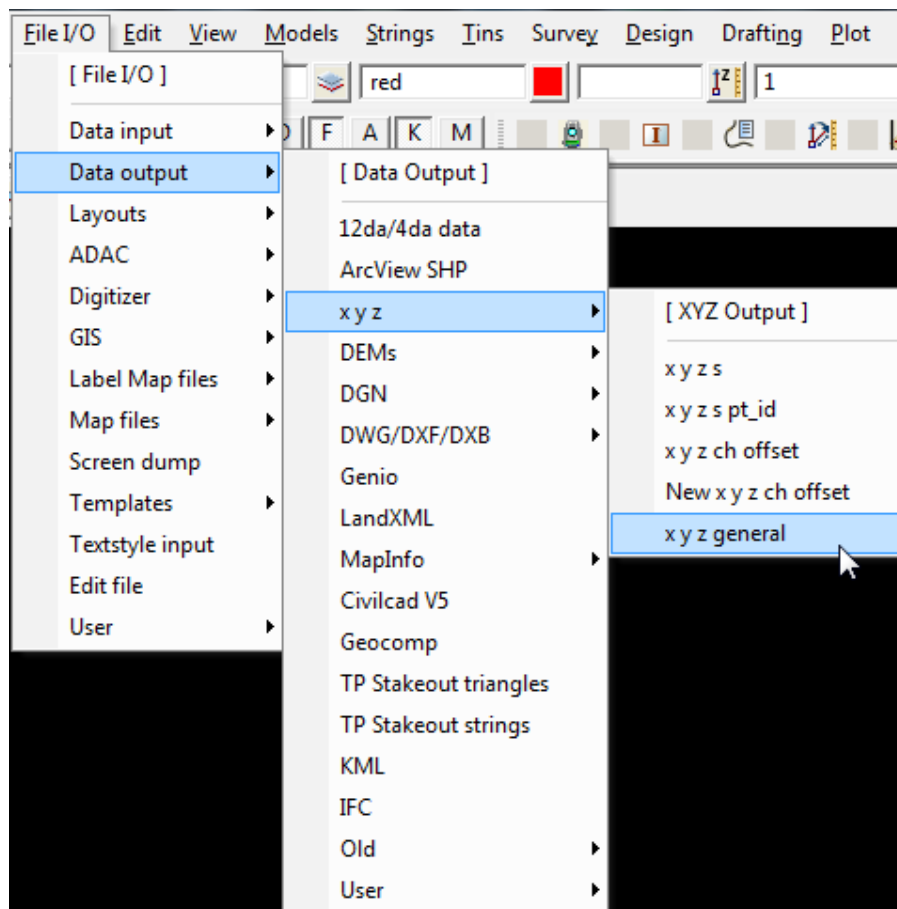 File I/O Edit View Models Strings Tins Survey Design Drafting Plot
red 1
F A K M
[ File I/O ]
Data input
Data output
Layouts
ADAC
Digitizer
GIS
Label Map files
Map files
Screen dump
Templates
Textstyle input
Edit file
User
[ Data Output ]
12da/4da data
ArcView SHP
x y z
DEMs
DGN
DWG/DXF/DXB
Genio
LandXML
MapInfo
Civilcad V5
Geocomp
TP Stakeout triangles
TP Stakeout strings
KML
IFC
Old
User
[ XYZ Output ]
x y z s
x y z s pt_id
x y z ch offset
New x y z ch offset
x y z general